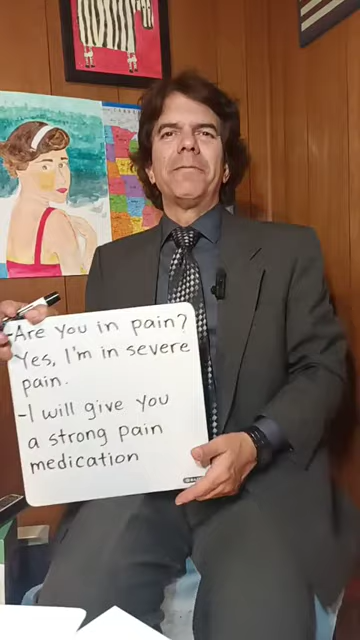 -Are you in pain?
Yes, I'm in severe
pain.
-I will give you
a strong pain
medication